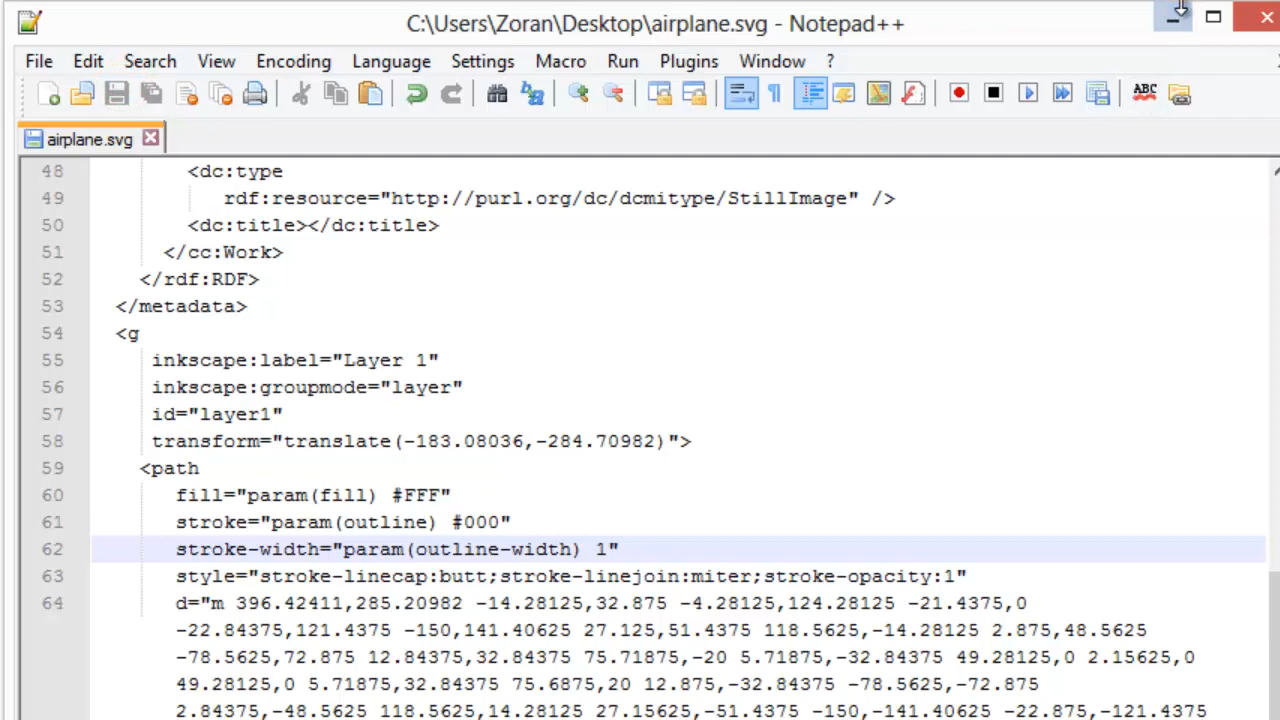 C:\Users\Zoran\Desktop\airplane.svg - Notepad++
File Edit Search View Encoding Language Settings Macro Run Plugins Window ?
ABC
airplane.svg
48 <dc:type
49 rdf:resource="http://purl.org/dc/dcmitype/StillImage" />
50 <dc:title></dc:title>
51 </cc:Work>
52 </rdf:RDF>
53 </metadata>
54 <g
55 inkscape:label="Layer 1"
56 inkscape:groupmode="layer"
57 id="layer1"
58 transform="translate(-183.08036,-284.70982)">
59 <path
60 fill="param(fill) #FFF"
61 stroke="param(outline) #000"
62 stroke-width="param(outline-width) 1"
63 style="stroke-linecap:butt;stroke-linejoin:miter;stroke-opacity:1"
64 d="m 396.42411,285.20982 -14.28125,32.875 -4.28125,124.28125 -21.4375,0
-22.84375,121.4375 -150,141.40625 27.125,51.4375 118.5625,-14.28125 2.875,48.5625
-78.5625,72.875 12.84375,32.84375 75.71875,-20 5.71875,-32.84375 49.28125,0 2.15625,0
49.28125,0 5.71875,32.84375 75.6875,20 12.875,-32.84375 -78.5625,-72.875
2.84375,-48.5625 118.5625,14.28125 27.15625,-51.4375 -150,-141.40625 -22.875,-121.4375